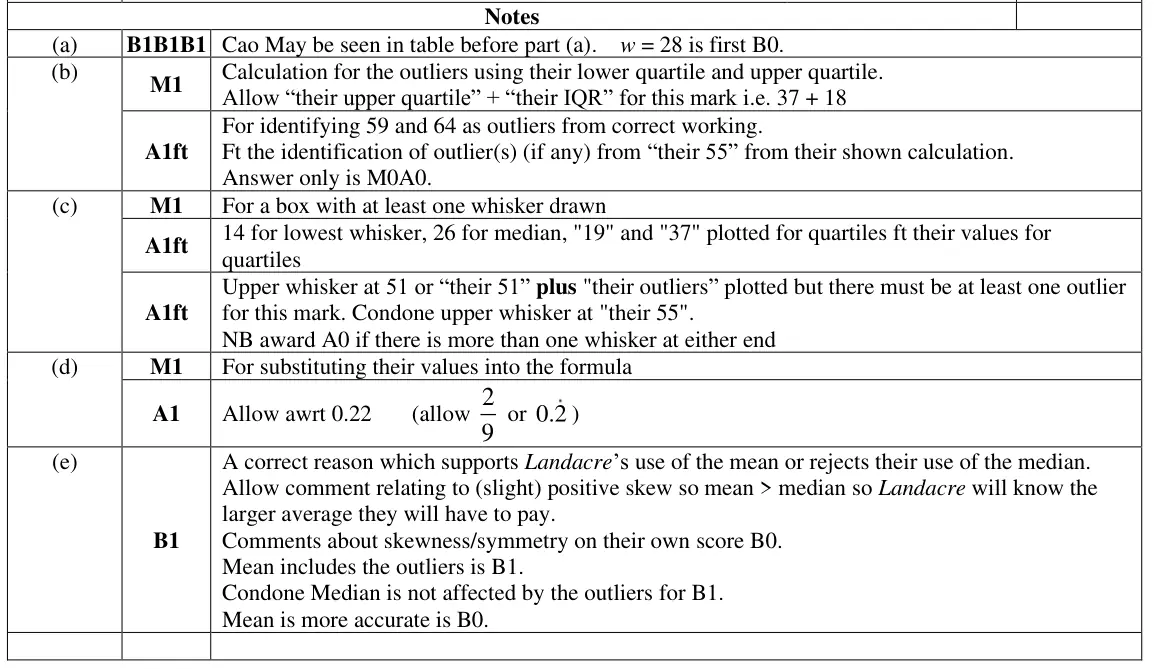 Notes
(a) B1B1B1 Cao May be seen in table before part (a). w = 28 is first B0.
(b) M1 Calculation for the outliers using their lower quartile and upper quartile.
Allow “their upper quartile” + “their IQR” for this mark i.e. 37 + 18
A1ft For identifying 59 and 64 as outliers from correct working.
Ft the identification of outlier(s) (if any) from “their 55” from their shown calculation.
Answer only is M0A0.
(c) M1 For a box with at least one whisker drawn
A1ft 14 for lowest whisker, 26 for median, "19" and "37" plotted for quartiles ft their values for
quartiles
A1ft Upper whisker at 51 or “their 51” plus "their outliers” plotted but there must be at least one outlier
for this mark. Condone upper whisker at "their 55".
NB award A0 if there is more than one whisker at either end
(d) M1 For substituting their values into the formula
A1 Allow awrt 0.22 (allow 2/9 or 0.2̇ )
(e) B1 A correct reason which supports Landacre’s use of the mean or rejects their use of the median.
Allow comment relating to (slight) positive skew so mean > median so Landacre will know the
larger average they will have to pay.
Comments about skewness/symmetry on their own score B0.
Mean includes the outliers is B1.
Condone Median is not affected by the outliers for B1.
Mean is more accurate is B0.